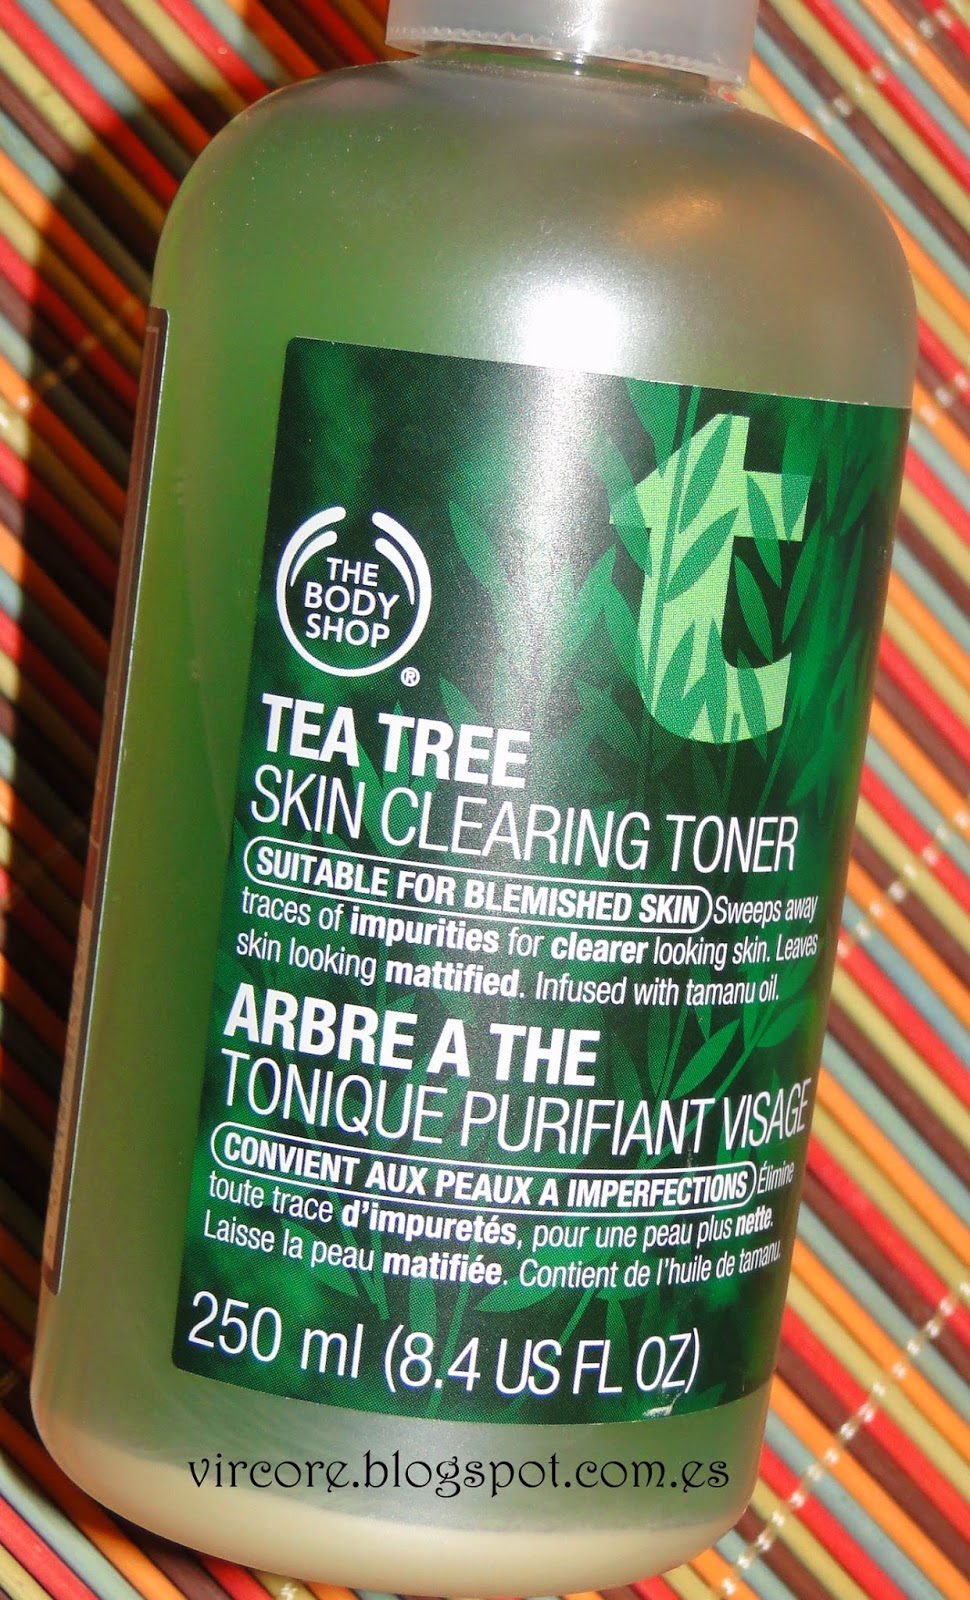 t
THE
BODY
SHOP
®
TEA TREE
SKIN CLEARING TONER
SUITABLE FOR BLEMISHED SKIN Sweeps away
traces of impurities for clearer looking skin. Leaves
skin looking mattified. Infused with tamanu oil.
ARBRE A THE
TONIQUE PURIFIANT VISAGE
CONVIENT AUX PEAUX A IMPERFECTIONS Élimine
toute trace d'impuretés, pour une peau plus nette.
Laisse la peau matifiée. Contient de l'huile de tamanu.
250 ml (8.4 US FL OZ)
vircore.blogspot.com.es